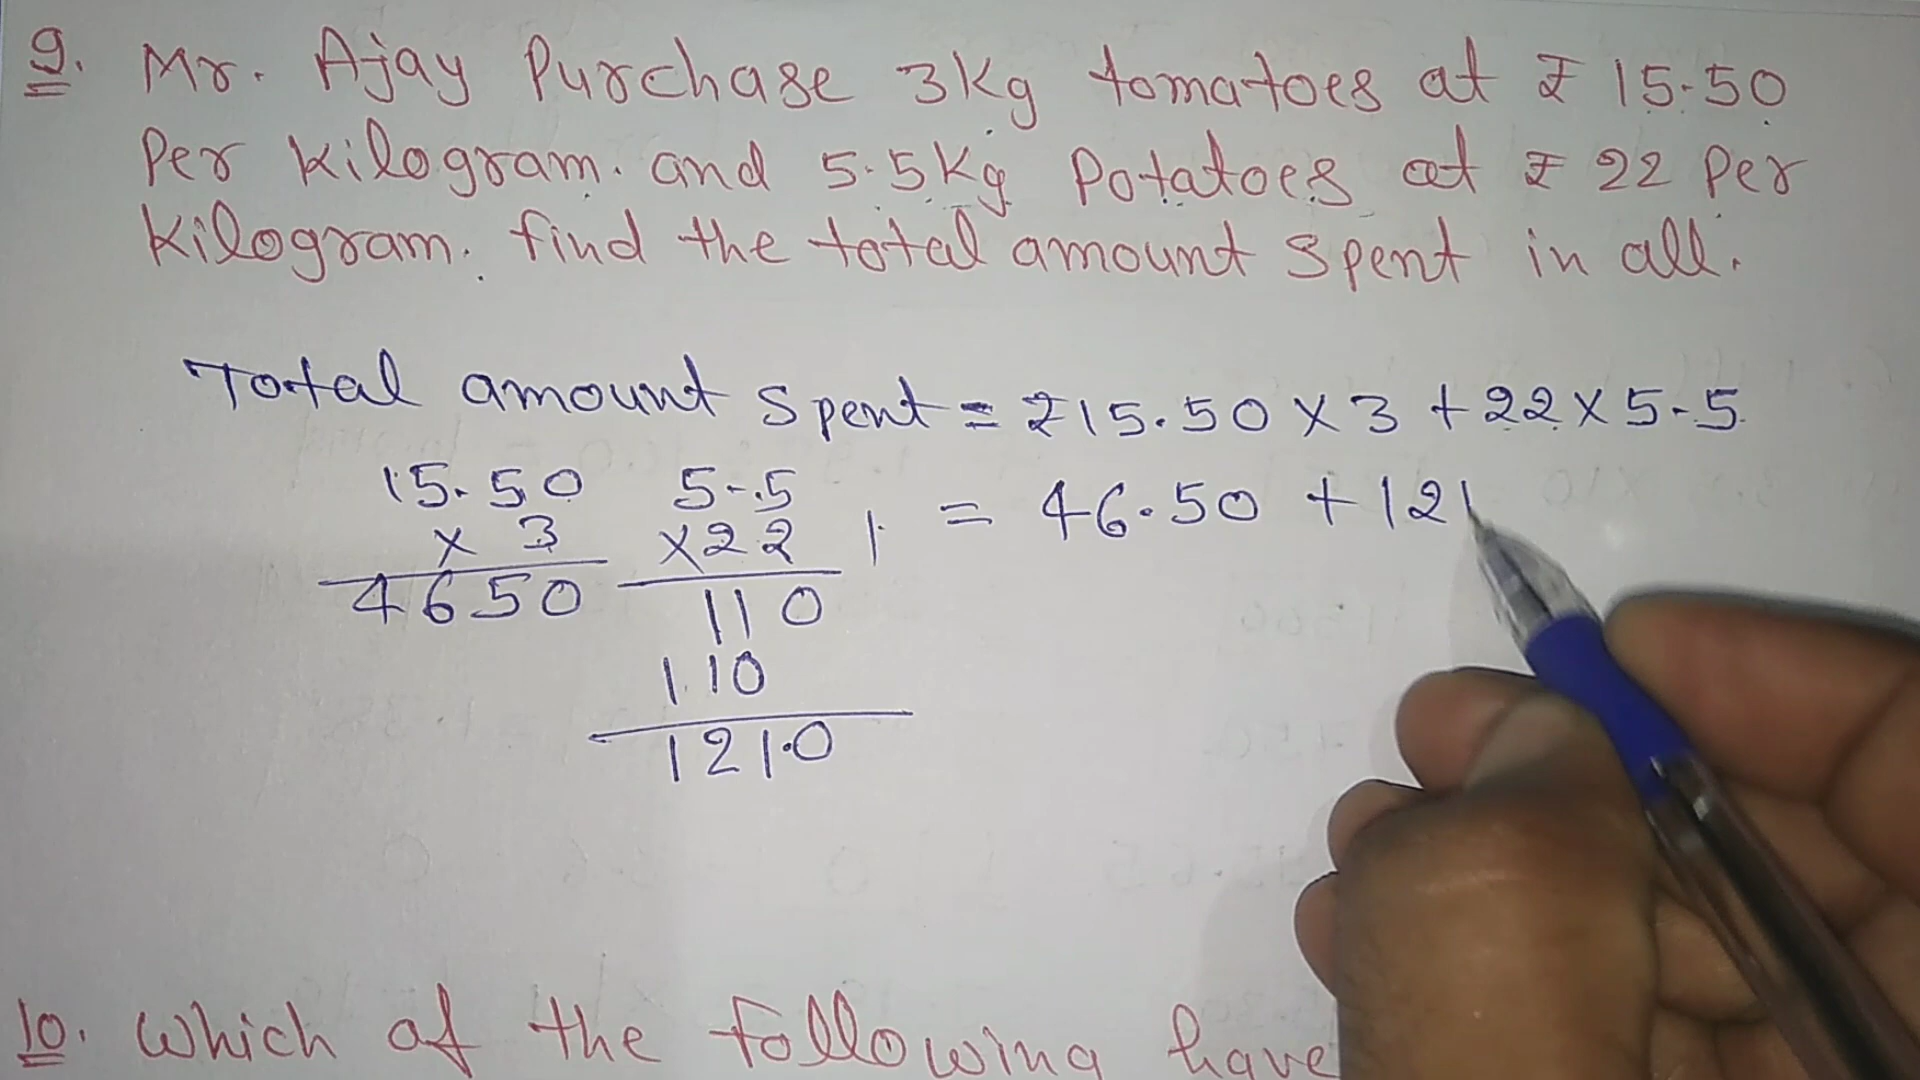 9. Mr. Ajay Purchase 3Kg tomatoes at ₹ 15.50
Per Kilogram. and 5.5Kg Potatoes at ₹ 22 Per
Kilogram. find the total amount Spent in all.
Total amount Spent = ₹15.50 × 3 + 22 × 5.5
15.50 5.5 = 46.50 + 121
× 3 ×22
4650 110
110
121.0
10. Which of the following have